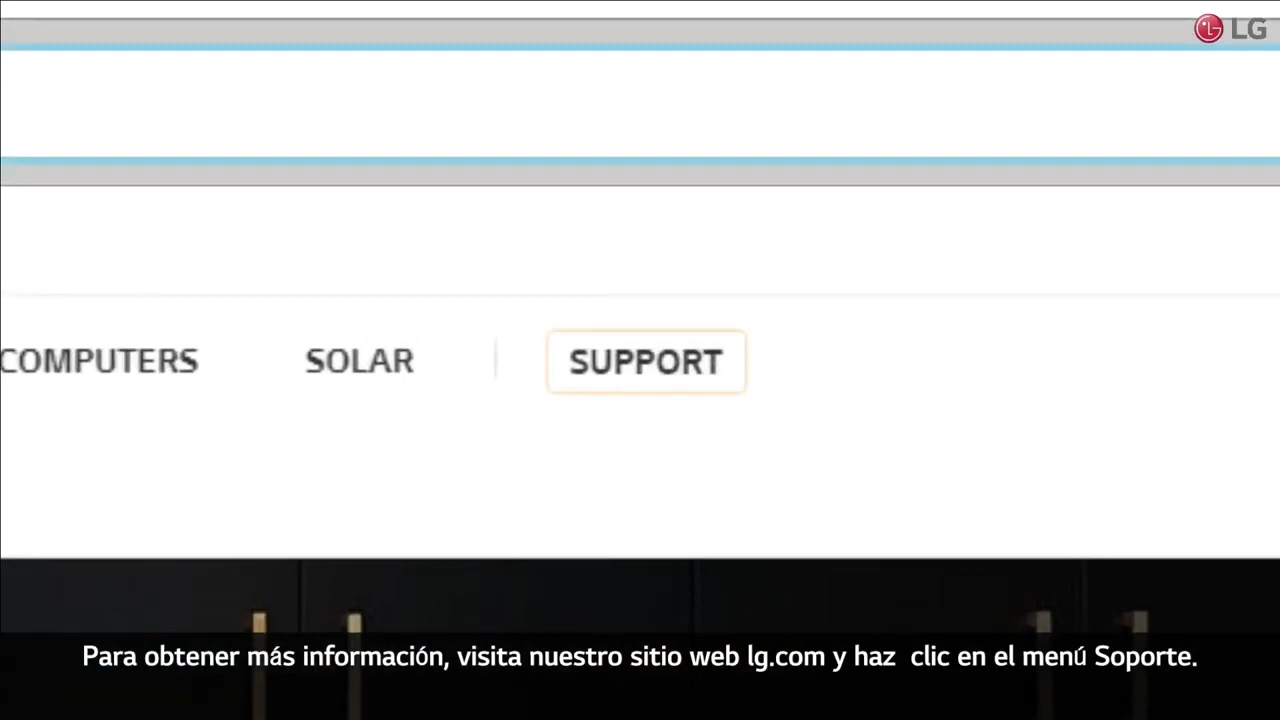 LG
COMPUTERS SOLAR SUPPORT
Para obtener más información, visita nuestro sitio web lg.com y haz  clic en el menú Soporte.